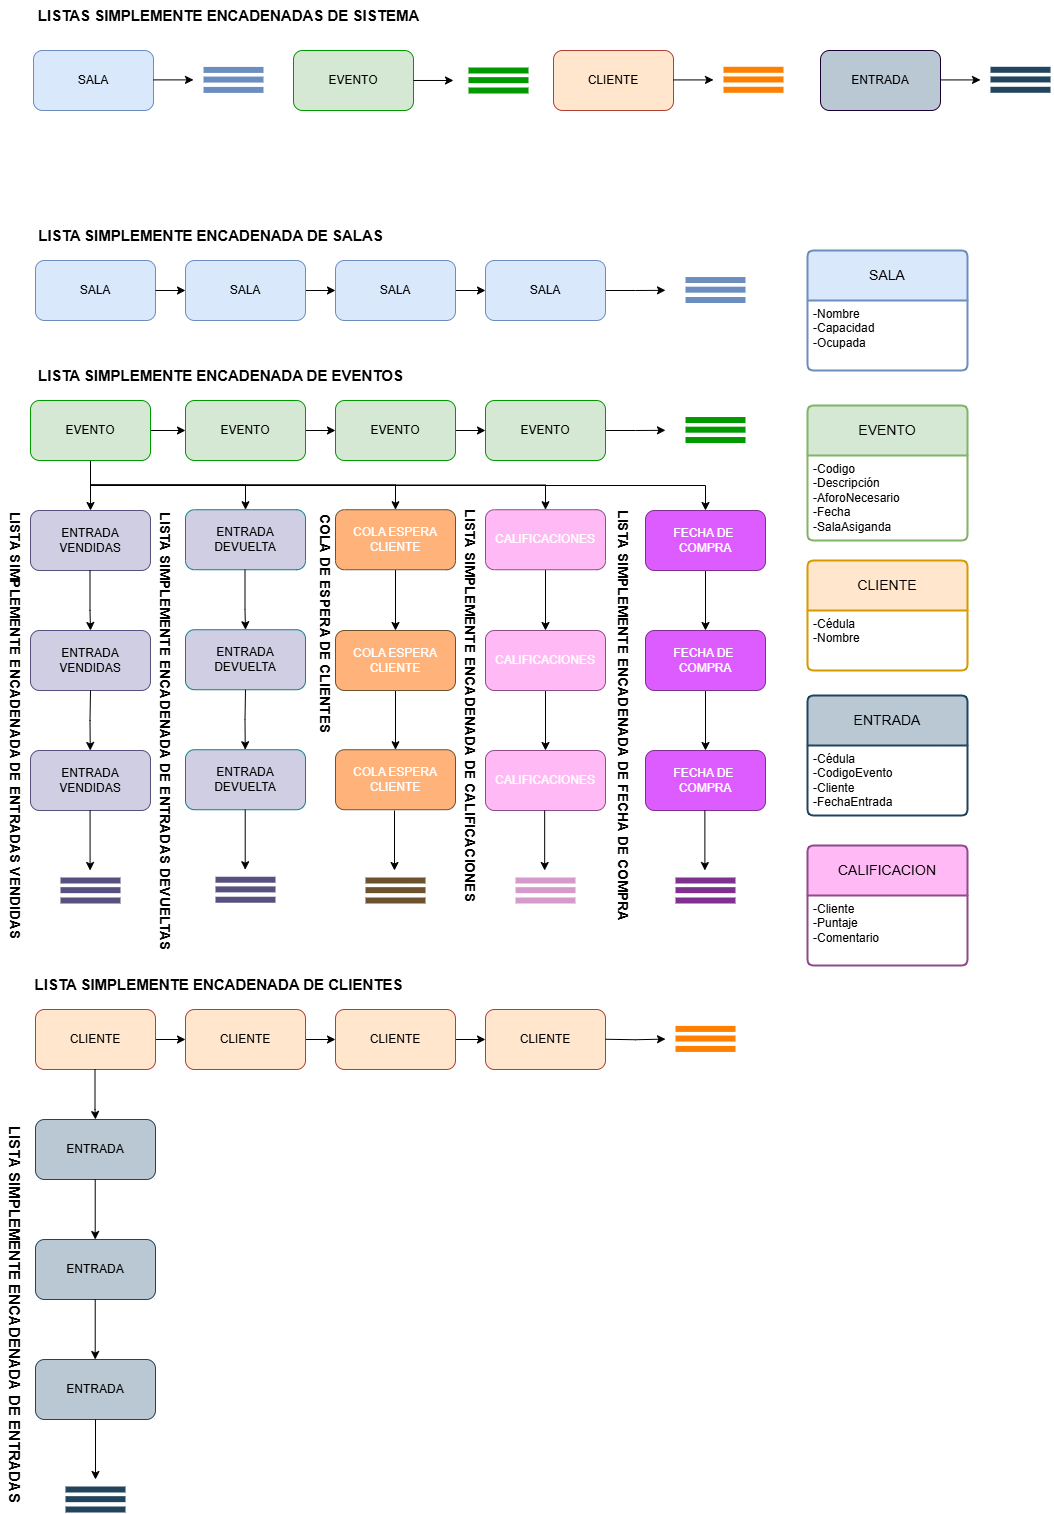 LISTAS SIMPLEMENTE ENCADENADAS DE SISTEMA
SALA
EVENTO
CLIENTE
ENTRADA
LISTA SIMPLEMENTE ENCADENADA DE SALAS
SALA
SALA
SALA
SALA
SALA
-Nombre
-Capacidad
-Ocupada
LISTA SIMPLEMENTE ENCADENADA DE EVENTOS
EVENTO
EVENTO
EVENTO
EVENTO
EVENTO
-Codigo
-Descripción
-AforoNecesario
-Fecha
-SalaAsiganda
LISTA SIMPLEMENTE ENCADENADA DE ENTRADAS VENDIDAS
ENTRADA
VENDIDAS
ENTRADA
VENDIDAS
ENTRADA
VENDIDAS
LISTA SIMPLEMENTE ENCADENADA DE ENTRADAS DEVUELTAS
ENTRADA
DEVUELTA
ENTRADA
DEVUELTA
ENTRADA
DEVUELTA
COLA DE ESPERA DE CLIENTES
COLA ESPERA
CLIENTE
COLA ESPERA
CLIENTE
COLA ESPERA
CLIENTE
LISTA SIMPLEMENTE ENCADENADA DE CALIFICACIONES
CALIFICACIONES
CALIFICACIONES
CALIFICACIONES
LISTA SIMPLEMENTE ENCADENADA DE FECHA DE COMPRA
FECHA DE
COMPRA
FECHA DE
COMPRA
FECHA DE
COMPRA
CLIENTE
-Cédula
-Nombre
ENTRADA
-Cédula
-CodigoEvento
-Cliente
-FechaEntrada
CALIFICACION
-Cliente
-Puntaje
-Comentario
LISTA SIMPLEMENTE ENCADENADA DE CLIENTES
CLIENTE
CLIENTE
CLIENTE
CLIENTE
LISTA SIMPLEMENTE ENCADENADA DE ENTRADAS
ENTRADA
ENTRADA
ENTRADA